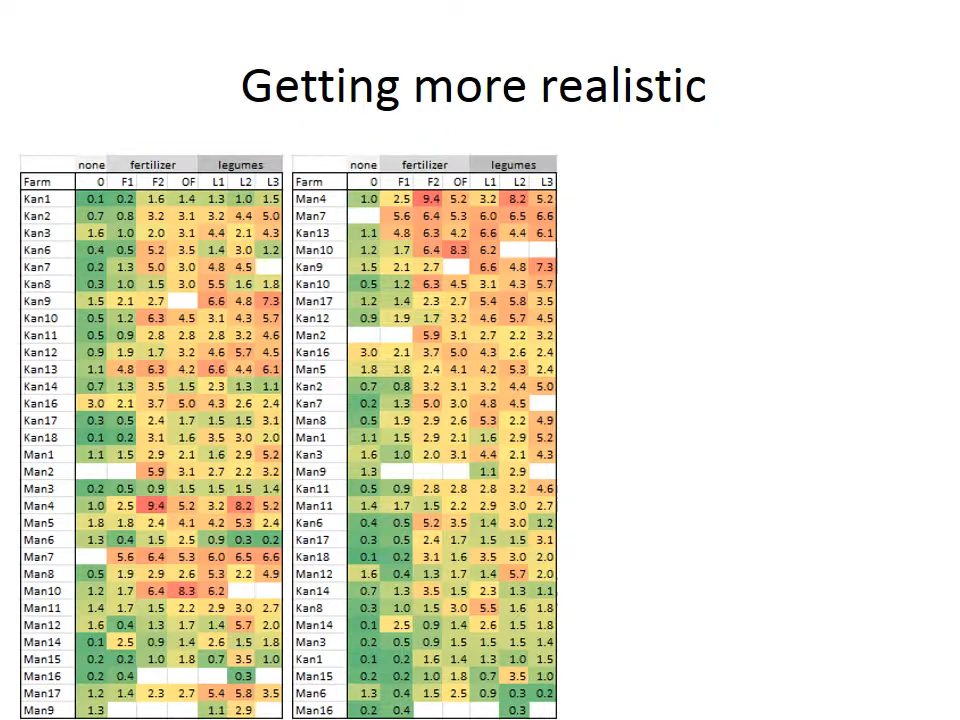 Getting more realistic
none fertilizer legumes
Farm 0 F1 F2 OF L1 L2 L3
Kan1 0.1 0.2 1.6 1.4 1.3 1.0 1.5
Kan2 0.7 0.8 3.2 3.1 3.2 4.4 5.0
Kan3 1.6 1.0 2.0 3.1 4.4 2.1 4.3
Kan6 0.4 0.5 5.2 3.5 1.4 3.0 1.2
Kan7 0.2 1.3 5.0 3.0 4.8 4.5
Kan8 0.3 1.0 1.5 3.0 5.5 1.6 1.8
Kan9 1.5 2.1 2.7 6.6 4.8 7.3
Kan10 0.5 1.2 6.3 4.5 3.1 4.3 5.7
Kan11 0.5 0.9 2.8 2.8 2.8 3.2 4.6
Kan12 0.9 1.9 1.7 3.2 4.6 5.7 4.5
Kan13 1.1 4.8 6.3 4.2 6.6 4.4 6.1
Kan14 0.7 1.3 3.5 1.5 2.3 1.3 1.1
Kan16 3.0 2.1 3.7 5.0 4.3 2.6 2.4
Kan17 0.3 0.5 2.4 1.7 1.5 1.5 3.1
Kan18 0.1 0.2 3.1 1.6 3.5 3.0 2.0
Man1 1.1 1.5 2.9 2.1 1.6 2.9 5.2
Man2 5.9 3.1 2.7 2.2 3.2
Man3 0.2 0.5 0.9 1.5 1.5 1.5 1.4
Man4 1.0 2.5 9.4 5.2 3.2 8.2 5.2
Man5 1.8 1.8 2.4 4.1 4.2 5.3 2.4
Man6 1.3 0.4 1.5 2.5 0.9 0.3 0.2
Man7 5.6 6.4 5.3 6.0 6.5 6.6
Man8 0.5 1.9 2.9 2.6 5.3 2.2 4.9
Man10 1.2 1.7 6.4 8.3 6.2
Man11 1.4 1.7 1.5 2.2 2.9 3.0 2.7
Man12 1.6 0.4 1.3 1.7 1.4 5.7 2.0
Man14 0.1 2.5 0.9 1.4 2.6 1.5 1.8
Man15 0.2 0.2 1.0 1.8 0.7 3.5 1.0
Man16 0.2 0.4 0.3
Man17 1.2 1.4 2.3 2.7 5.4 5.8 3.5
Man9 1.3 1.1 2.9
none fertilizer legumes
Farm 0 F1 F2 OF L1 L2 L3
Man4 1.0 2.5 9.4 5.2 3.2 8.2 5.2
Man7 5.6 6.4 5.3 6.0 6.5 6.6
Kan13 1.1 4.8 6.3 4.2 6.6 4.4 6.1
Man10 1.2 1.7 6.4 8.3 6.2
Kan9 1.5 2.1 2.7 6.6 4.8 7.3
Kan10 0.5 1.2 6.3 4.5 3.1 4.3 5.7
Man17 1.2 1.4 2.3 2.7 5.4 5.8 3.5
Kan12 0.9 1.9 1.7 3.2 4.6 5.7 4.5
Man2 5.9 3.1 2.7 2.2 3.2
Kan16 3.0 2.1 3.7 5.0 4.3 2.6 2.4
Man5 1.8 1.8 2.4 4.1 4.2 5.3 2.4
Kan2 0.7 0.8 3.2 3.1 3.2 4.4 5.0
Kan7 0.2 1.3 5.0 3.0 4.8 4.5
Man8 0.5 1.9 2.9 2.6 5.3 2.2 4.9
Man1 1.1 1.5 2.9 2.1 1.6 2.9 5.2
Kan3 1.6 1.0 2.0 3.1 4.4 2.1 4.3
Man9 1.3 1.1 2.9
Kan11 0.5 0.9 2.8 2.8 2.8 3.2 4.6
Man11 1.4 1.7 1.5 2.2 2.9 3.0 2.7
Kan6 0.4 0.5 5.2 3.5 1.4 3.0 1.2
Kan17 0.3 0.5 2.4 1.7 1.5 1.5 3.1
Kan18 0.1 0.2 3.1 1.6 3.5 3.0 2.0
Man12 1.6 0.4 1.3 1.7 1.4 5.7 2.0
Kan14 0.7 1.3 3.5 1.5 2.3 1.3 1.1
Kan8 0.3 1.0 1.5 3.0 5.5 1.6 1.8
Man14 0.1 2.5 0.9 1.4 2.6 1.5 1.8
Man3 0.2 0.5 0.9 1.5 1.5 1.5 1.4
Kan1 0.1 0.2 1.6 1.4 1.3 1.0 1.5
Man15 0.2 0.2 1.0 1.8 0.7 3.5 1.0
Man6 1.3 0.4 1.5 2.5 0.9 0.3 0.2
Man16 0.2 0.4 0.3